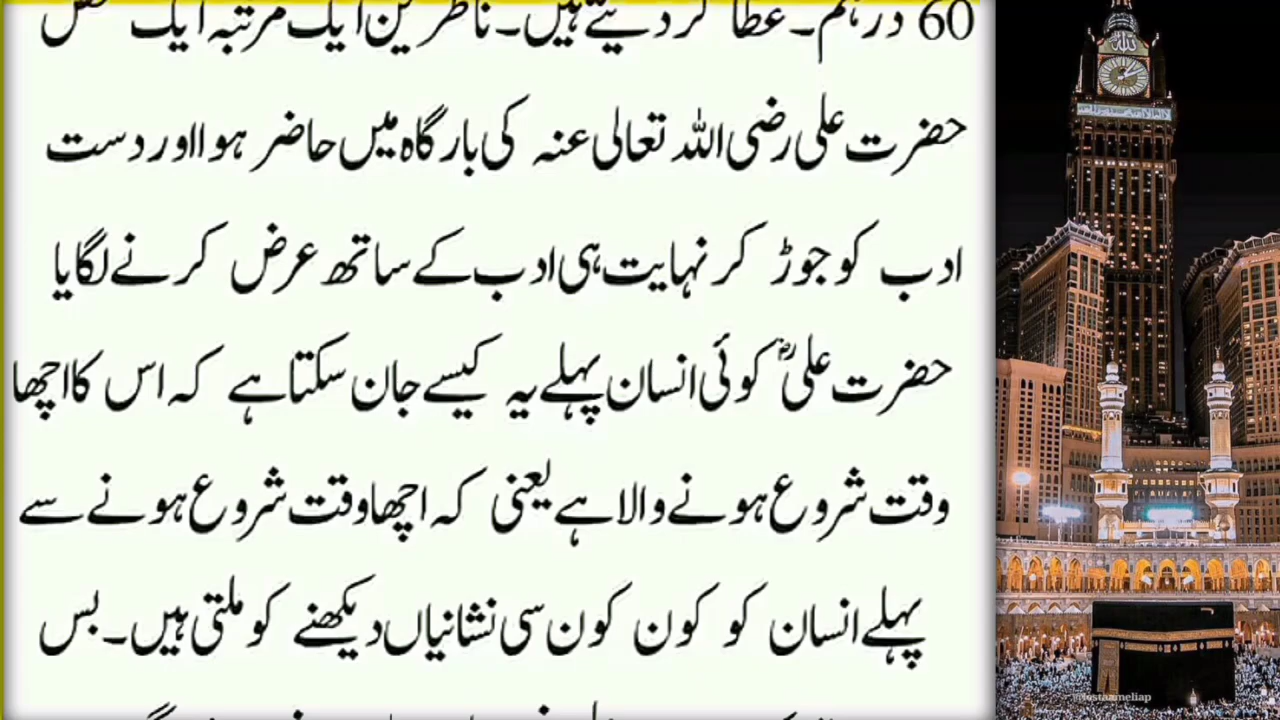 60 درہم۔ عطا کر دیتے ہیں۔ ناظرین ایک مرتبہ ایک شخص
حضرت علی رضی اللہ تعالی عنہ کی بارگاہ میں حاضر ہوا اور دست
ادب کو جوڑ کر نہایت ہی ادب کے ساتھ عرض کرنے لگا یا
حضرت علیؓ کوئی انسان پہلے یہ کیسے جان سکتا ہے کہ اس کا اچھا
وقت شروع ہونے والا ہے یعنی کہ اچھا وقت شروع ہونے سے
پہلے انسان کو کون کون سی نشانیاں دیکھنے کو ملتی ہیں۔ بس